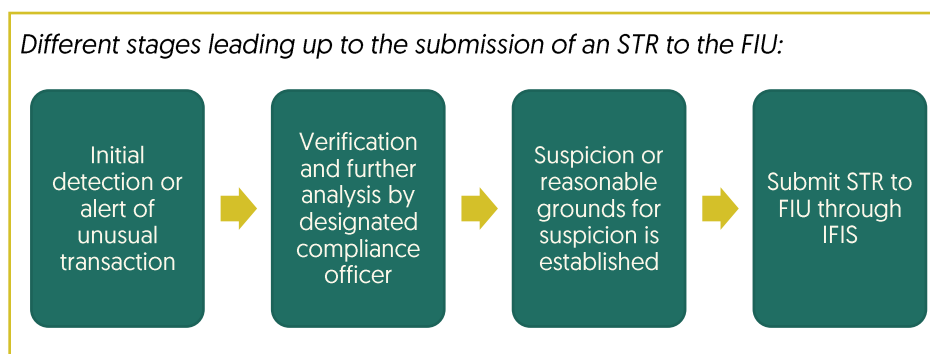 Different stages leading up to the submission of an STR to the FIU:
Initial
detection or
alert of
unusual
transaction
Verification
and further
analysis by
designated
compliance
officer
Suspicion or
reasonable
grounds for
suspicion is
established
Submit STR to
FIU through
IFIS